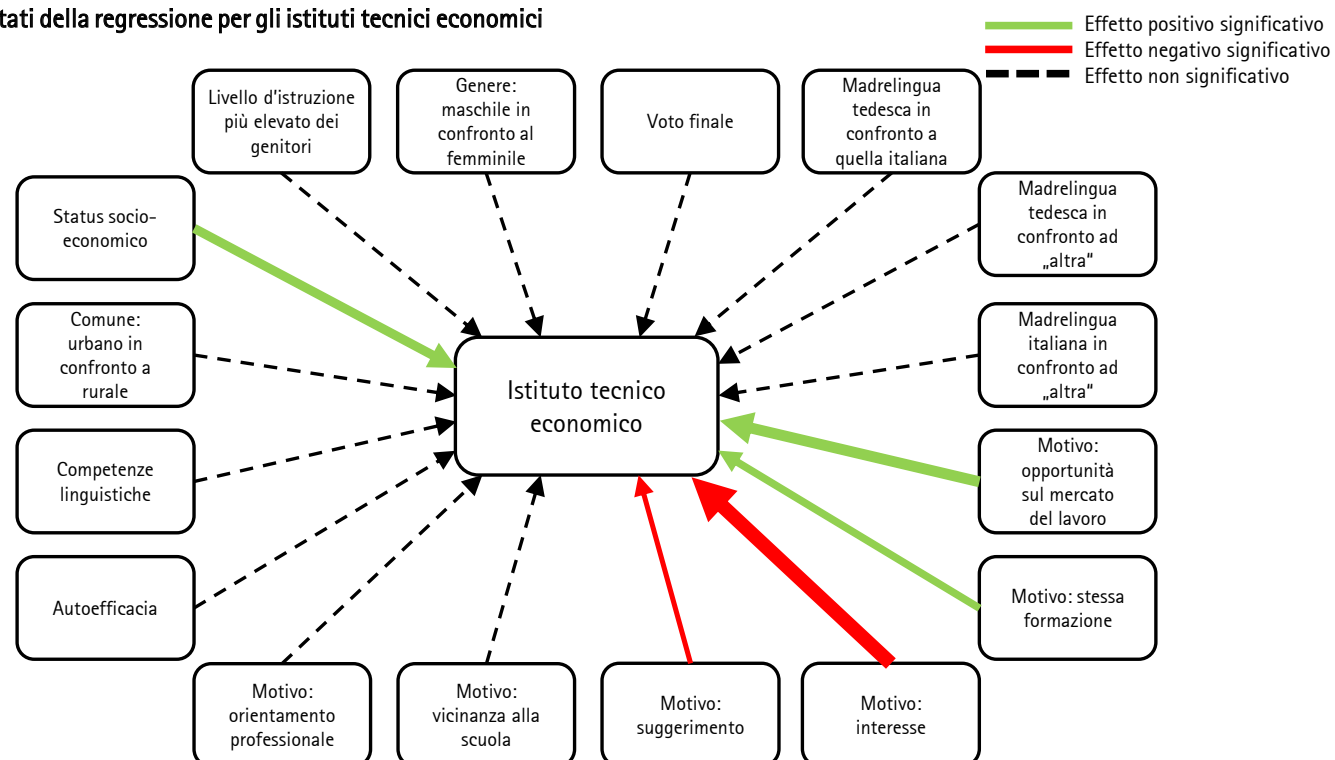 tati della regressione per gli istituti tecnici economici
Effetto positivo significativo
Effetto negativo significativo
Effetto non significativo
Livello d'istruzione
più elevato dei
genitori
Genere:
maschile in
confronto al
femminile
Voto finale
Madrelingua
tedesca in
confronto a
quella italiana
Status socio-
economico
Madrelingua
tedesca in
confronto ad
„altra“
Comune:
urbano in
confronto a
rurale
Istituto tecnico
economico
Madrelingua
italiana in
confronto ad
„altra“
Competenze
linguistiche
Motivo:
opportunità
sul mercato
del lavoro
Autoefficacia
Motivo: stessa
formazione
Motivo:
orientamento
professionale
Motivo:
vicinanza alla
scuola
Motivo:
suggerimento
Motivo:
interesse